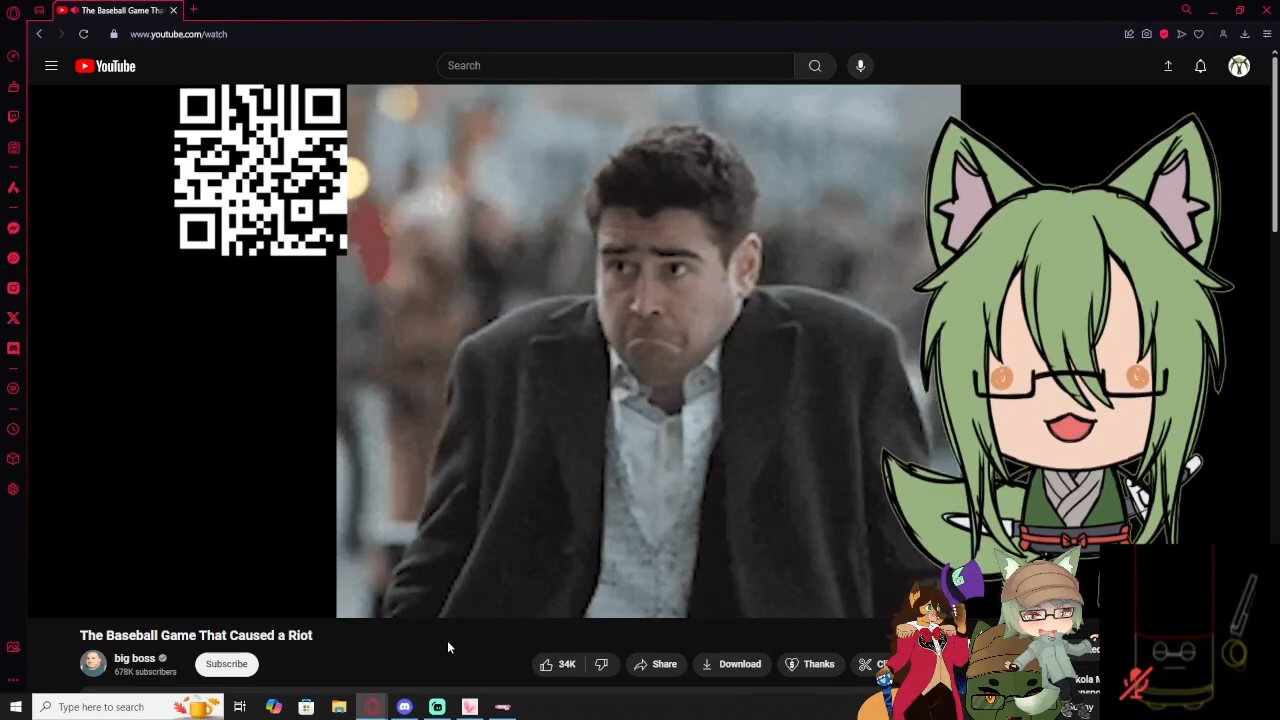 The Baseball Game Tha
www.youtube.com/watch
YouTube
Search
The Baseball Game That Caused a Riot
big boss
678K subscribers
Subscribe
34K
Share
Download
Thanks
Type here to search